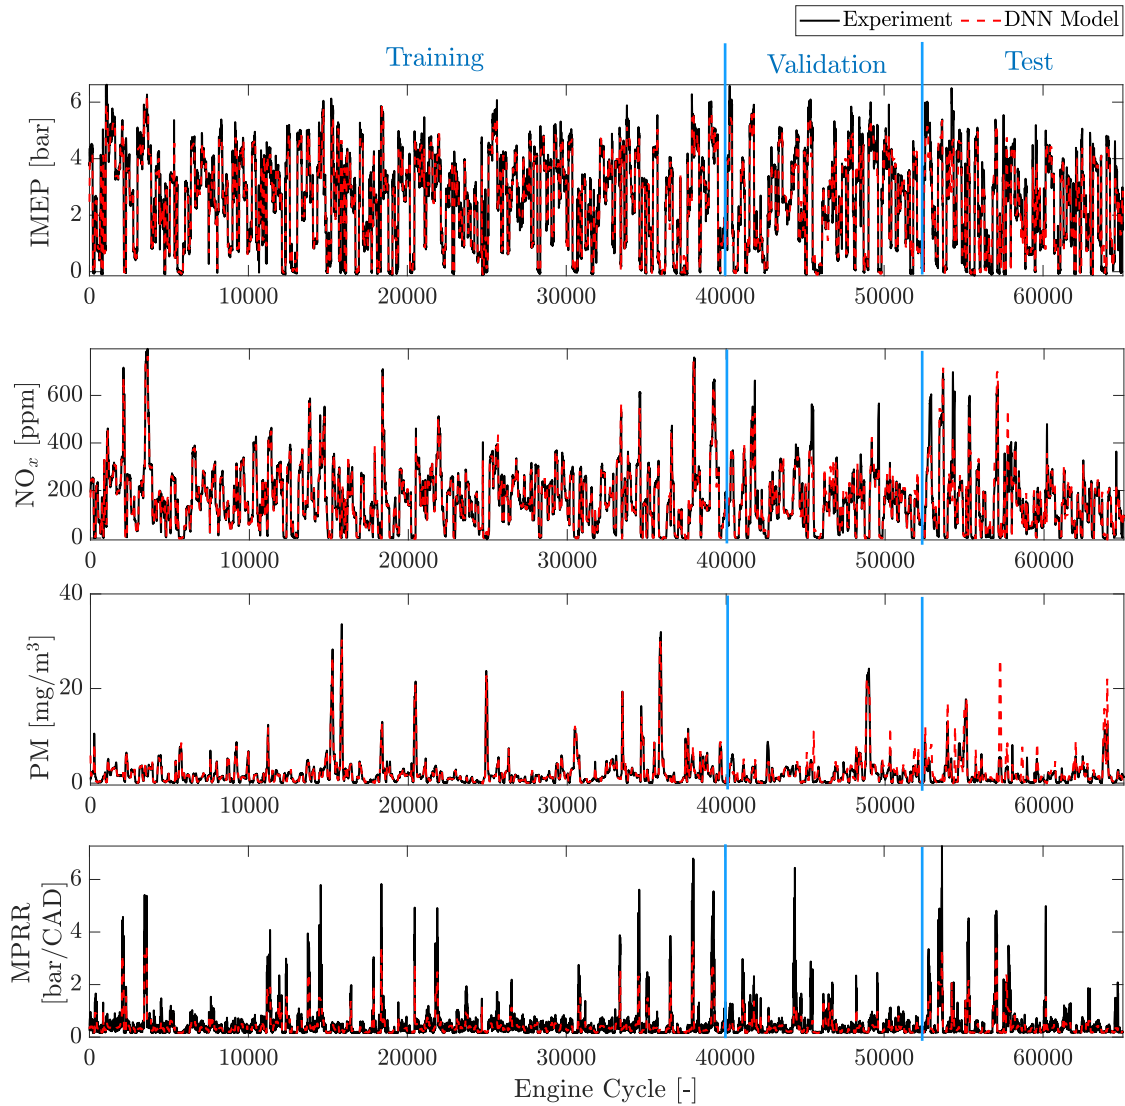 Experiment DNN Model
Training Validation Test
IMEP [bar]
6
4
2
0
0 10000 20000 30000 40000 50000 60000
NOₓ [ppm]
600
400
200
0
0 10000 20000 30000 40000 50000 60000
PM [mg/m³]
40
20
0
0 10000 20000 30000 40000 50000 60000
MPRR
[bar/CAD]
6
4
2
0
0 10000 20000 30000 40000 50000 60000
Engine Cycle [-]